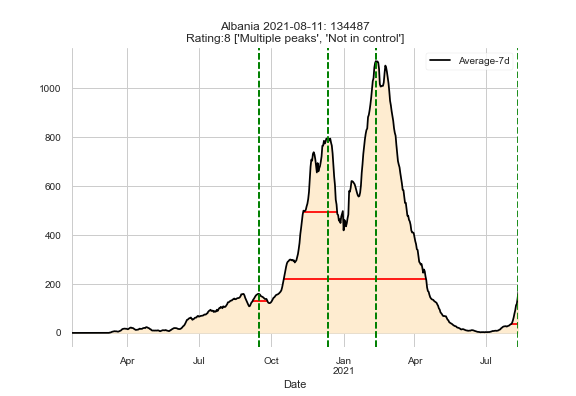 Albania 2021-08-11: 134487
Rating:8 ['Multiple peaks', 'Not in control']
Average-7d
1000
800
600
400
200
0
Apr
Jul
Oct
Jan
2021
Apr
Jul
Date